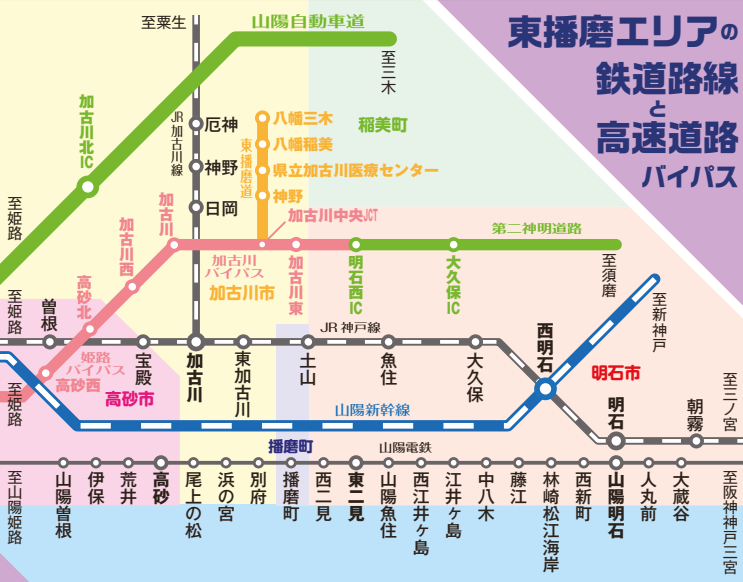 東播磨エリアの
鉄道路線
と
高速道路
バイパス
至粟生
山陽自動車道
至三木
加古川北IC
JR加古川線
厄神
神野
日岡
東播磨道
八幡三木
八幡稲美
県立加古川医療センター
神野
稲美町
至姫路
加古川
加古川西
高砂北
加古川中央JCT
第二神明道路
加古川
バイパス
加古川東
明石西IC
大久保IC
至須磨
加古川市
至新神戸
至姫路
曽根
JR神戸線
宝殿
加古川
東加古川
土山
魚住
大久保
西明石
姫路
バイパス
高砂西
高砂市
明石市
至姫路
山陽新幹線
明石
朝霧
至三ノ宮
播磨町
山陽電鉄
至山陽姫路
山陽曽根
伊保
荒井
高砂
尾上の松
浜の宮
別府
播磨町
西二見
東二見
山陽魚住
西江井ヶ島
江井ヶ島
中八木
藤江
林崎松江海岸
西新町
山陽明石
人丸前
大蔵谷
至阪神神戸三宮